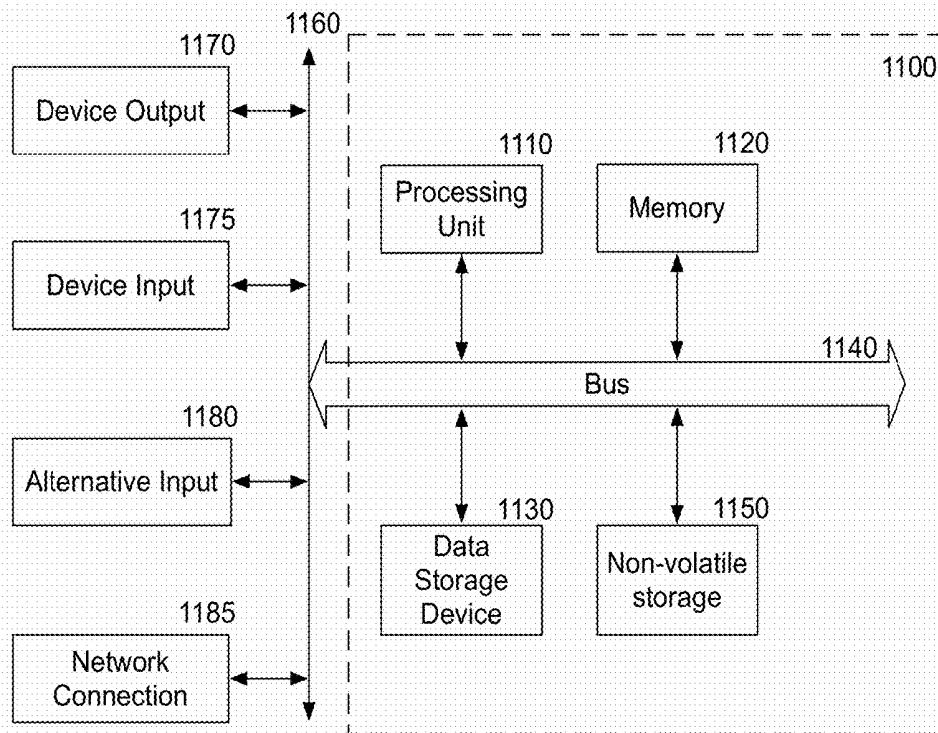 1160
1170
1100
Device Output
1110
1120
Processing
Unit
Memory
1175
Device Input
1140
Bus
1180
Alternative Input
1130
1150
Data
Storage
Device
Non-volatile
storage
1185
Network
Connection